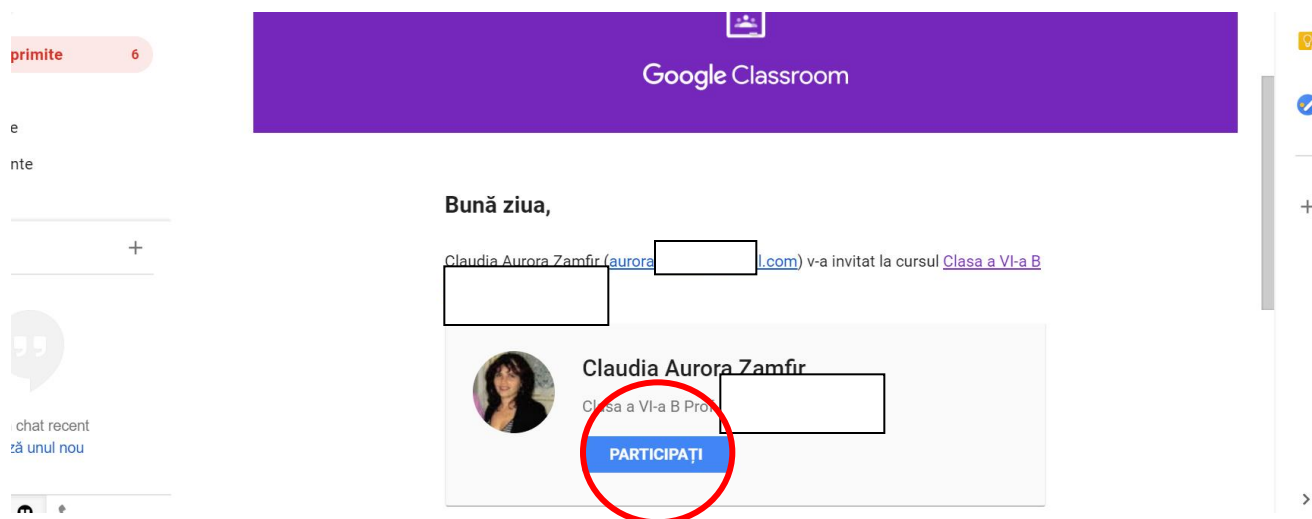 primite 6
Google Classroom
e
nte
Bună ziua,
Claudia Aurora Zamfir (aurora l.com) v-a invitat la cursul Clasa a VI-a B
Claudia Aurora Zamfir
Clasa a VI-a B Prof
chat recent
ză unul nou
PARTICIPAȚI